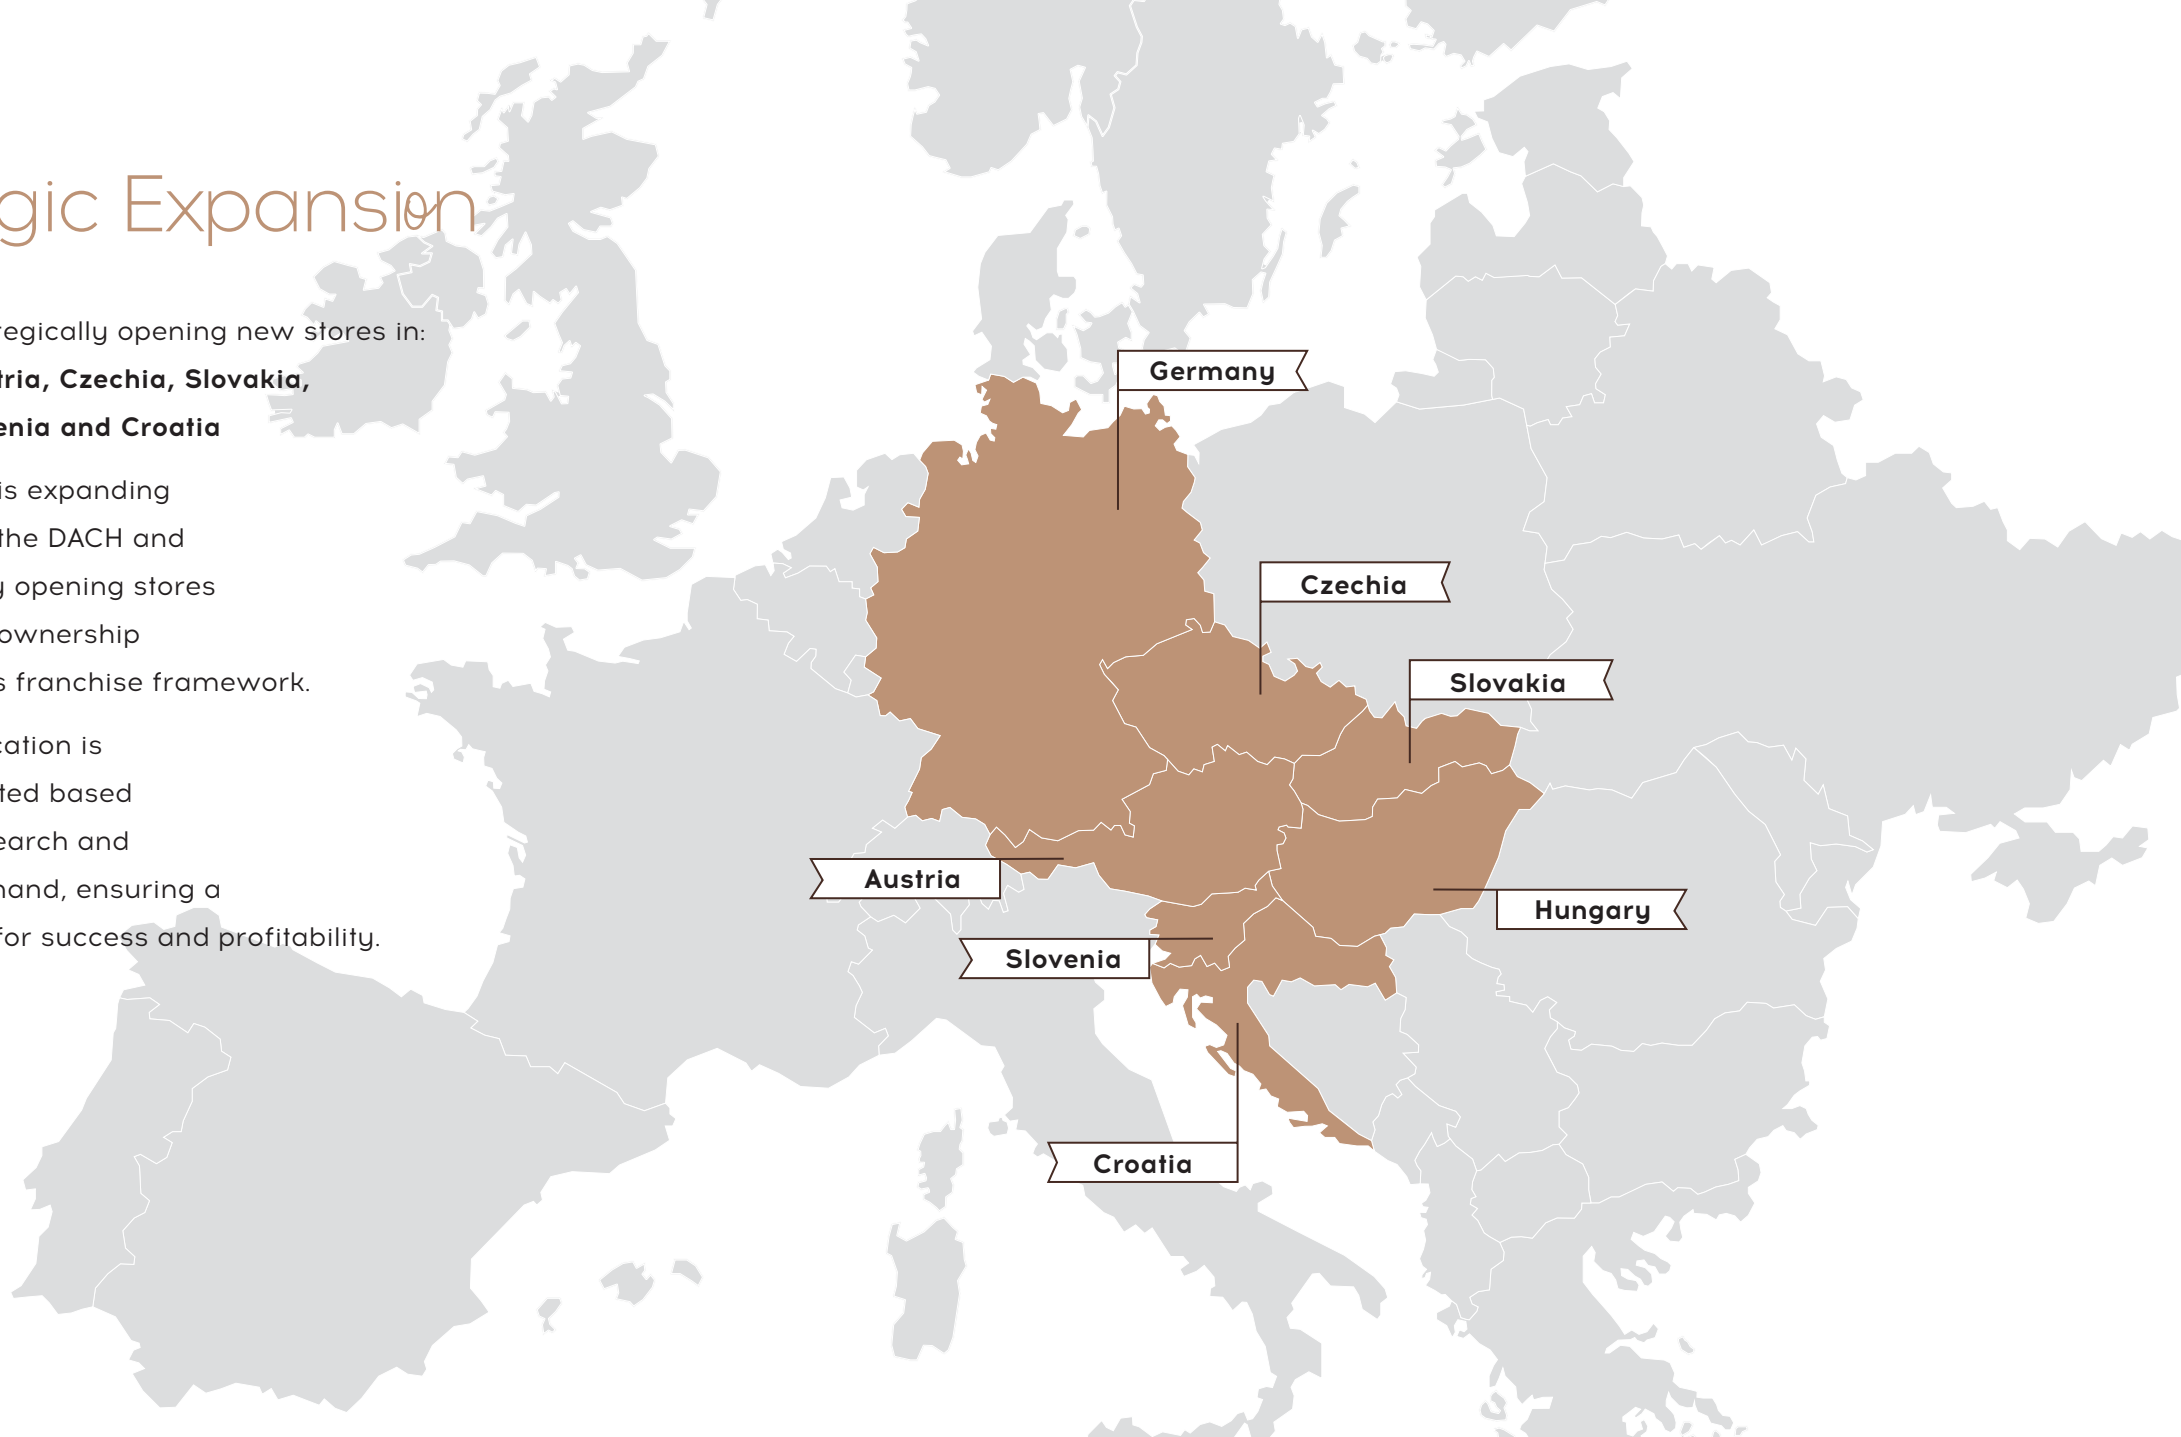 gic Expansion
regically opening new stores in:
tria, Czechia, Slovakia,
enia and Croatia
is expanding
the DACH and
y opening stores
ownership
s franchise framework.
cation is
ted based
earch and
nand, ensuring a
for success and profitability.
Germany
Czechia
Slovakia
Austria
Hungary
Slovenia
Croatia